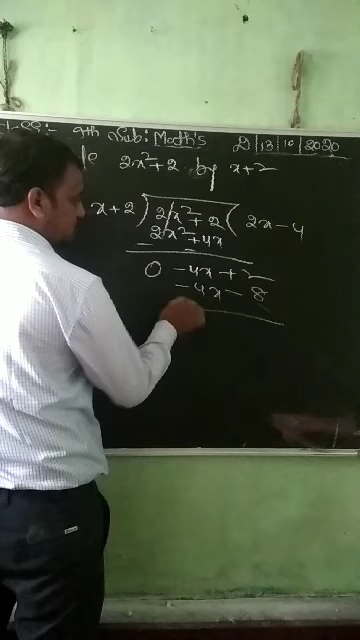 9th Sub: Math's D|13|10|2020
2x²+2 by x+2
x+2 ) 2x²+2 ( 2x-4
2x²+4x
- -
0 -4x+2
-4x-8